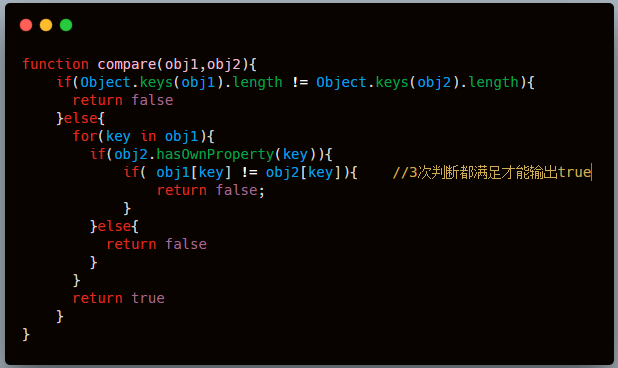 function compare(obj1,obj2){
    if(Object.keys(obj1).length != Object.keys(obj2).length){
      return false
    }else{
      for(key in obj1){
        if(obj2.hasOwnProperty(key)){
            if( obj1[key] != obj2[key]){    //3次判断都满足才能输出true
                return false;
            }
        }else{
          return false
        }
      }
      return true
    }
}